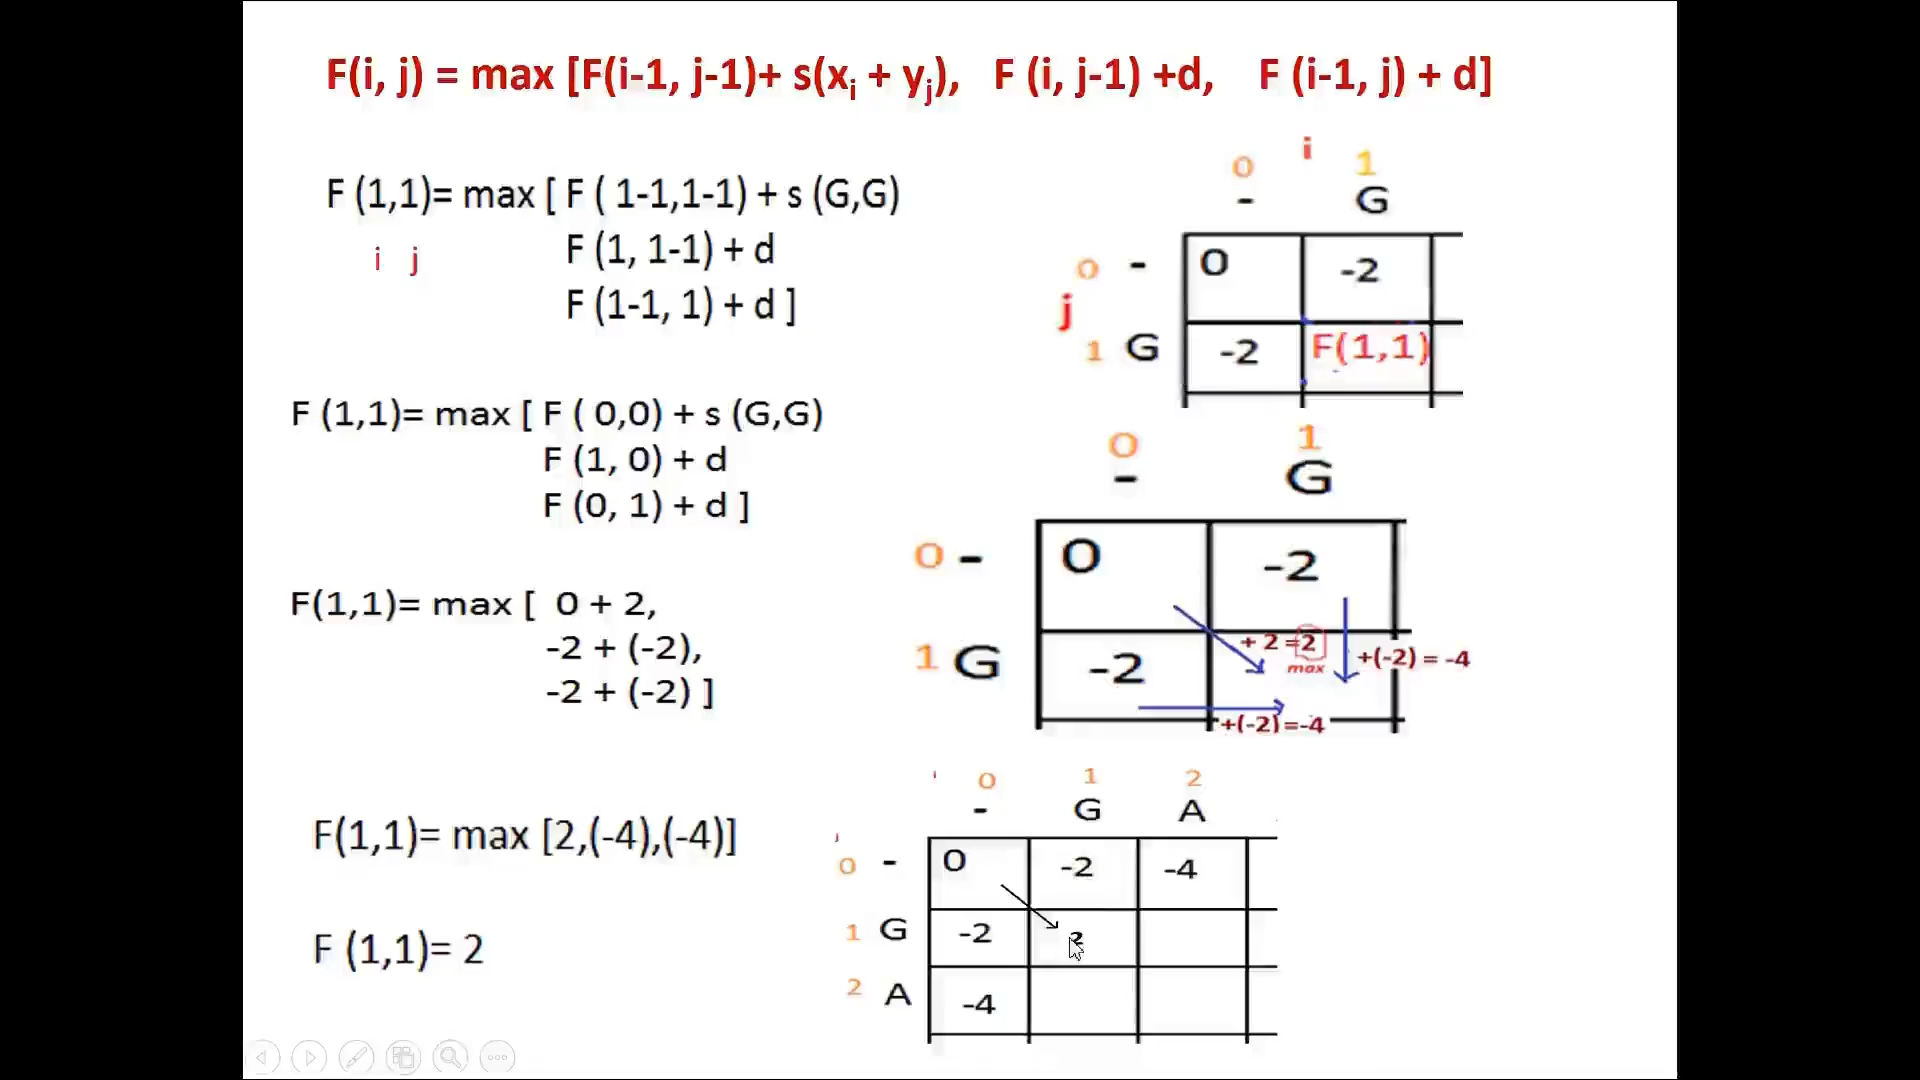 F(i, j) = max [F(i-1, j-1)+ s(xi + yj), F (i, j-1) +d, F (i-1, j) + d]
F (1,1)= max [ F ( 1-1,1-1) + s (G,G)
i j
F (1, 1-1) + d
F (1-1, 1) + d ]
0 i 1
- G
0 - 0 -2
j
1 G -2 F(1,1)
F (1,1)= max [ F ( 0,0) + s (G,G)
F (1, 0) + d
F (0, 1) + d ]
0 1
- G
0 - 0 -2
F(1,1)= max [ 0 + 2,
-2 + (-2),
-2 + (-2) ]
+ 2 =2
max
+(-2) = -4
1 G -2
+(-2)=-4
F(1,1)= max [2,(-4),(-4)]
F (1,1)= 2
0 1 2
- G A
0 - 0 -2 -4
1 G -2 2
2 A -4